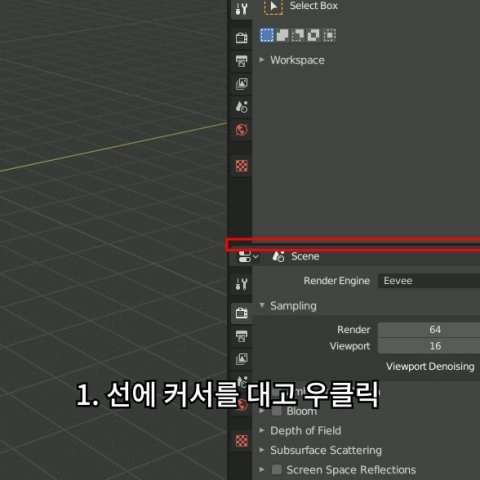 Select Box
Workspace
Scene
Render Engine Eevee
Sampling
Render 64
Viewport 16
Viewport Denoising
1. 선에 커서를 대고 우클릭
Bloom
Depth of Field
Subsurface Scattering
Screen Space Reflections